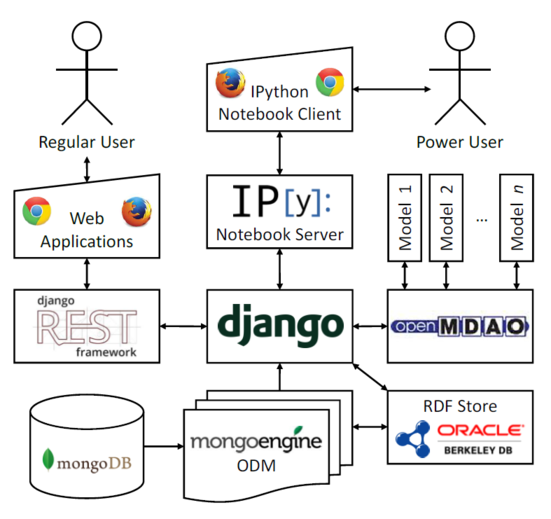 IPython
Notebook Client
Regular User
Power User
Web
Applications
IP[y]:
Notebook Server
Model 1
Model 2
...
Model n
django
REST
framework
django
openMDAO
mongoDB
mongoengine
ODM
RDF Store
ORACLE®
BERKELEY DB